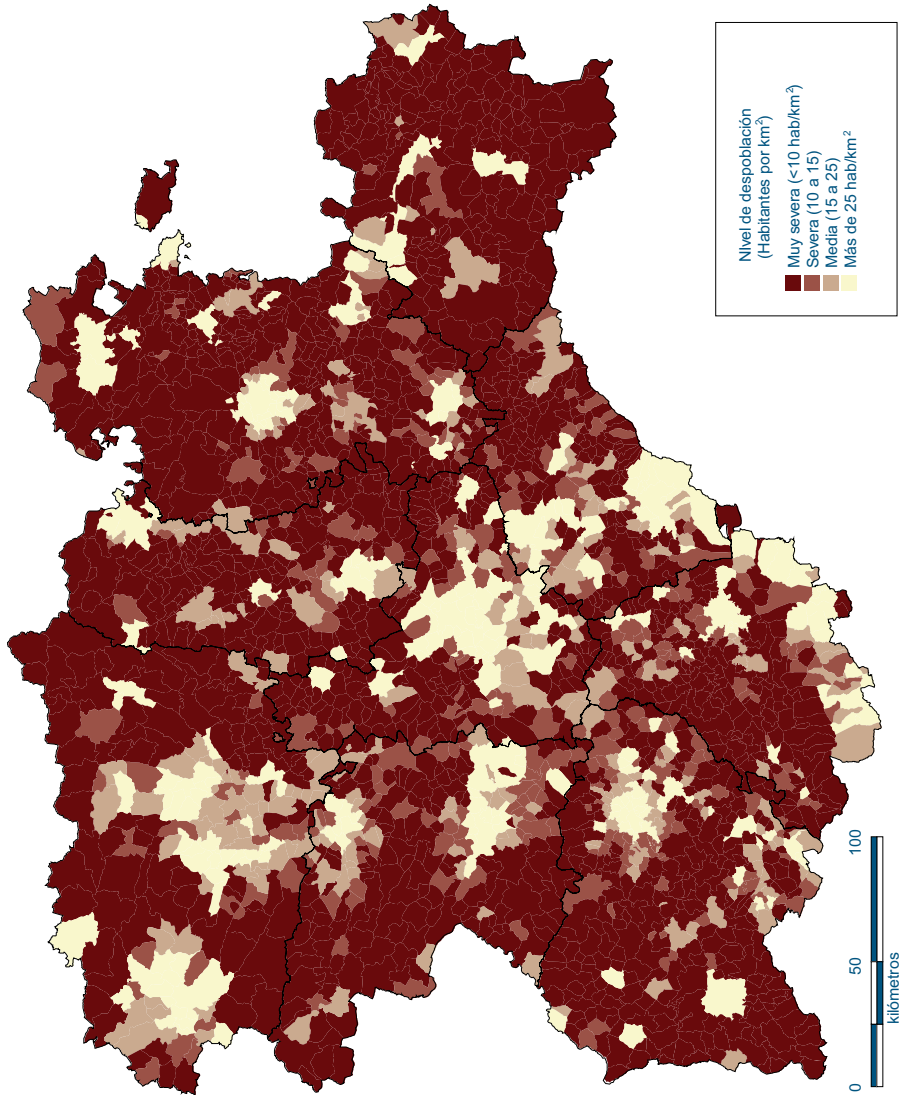 Nivel de despoblación
(Habitantes por km²)
Muy severa (<10 hab/km²)
Severa (10 a 15)
Media (15 a 25)
Más de 25 hab/km²
0 50 100
kilómetros